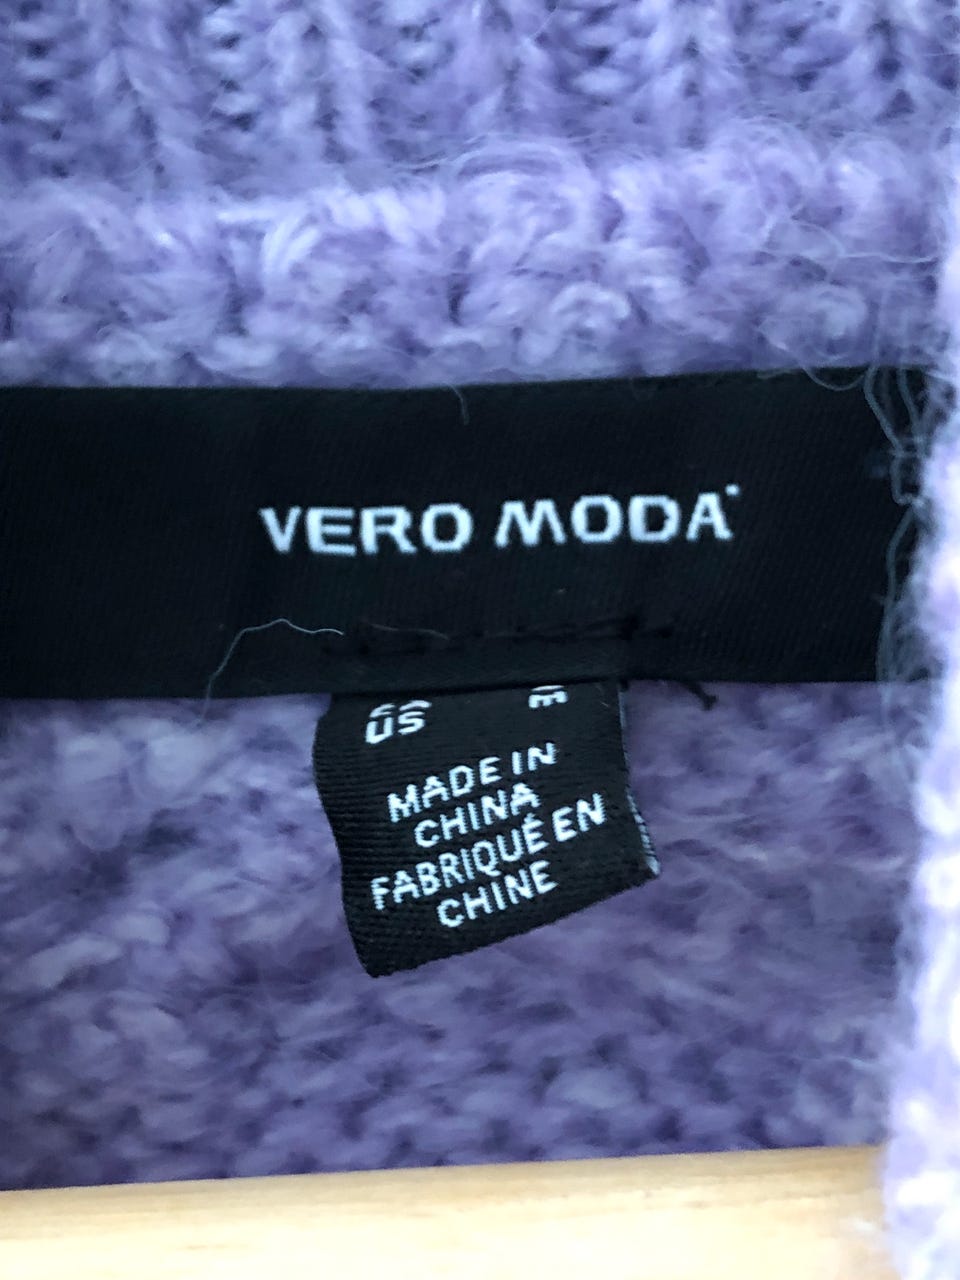 VERO MODA
US
MADE IN
CHINA
FABRIQUÉ EN
CHINE